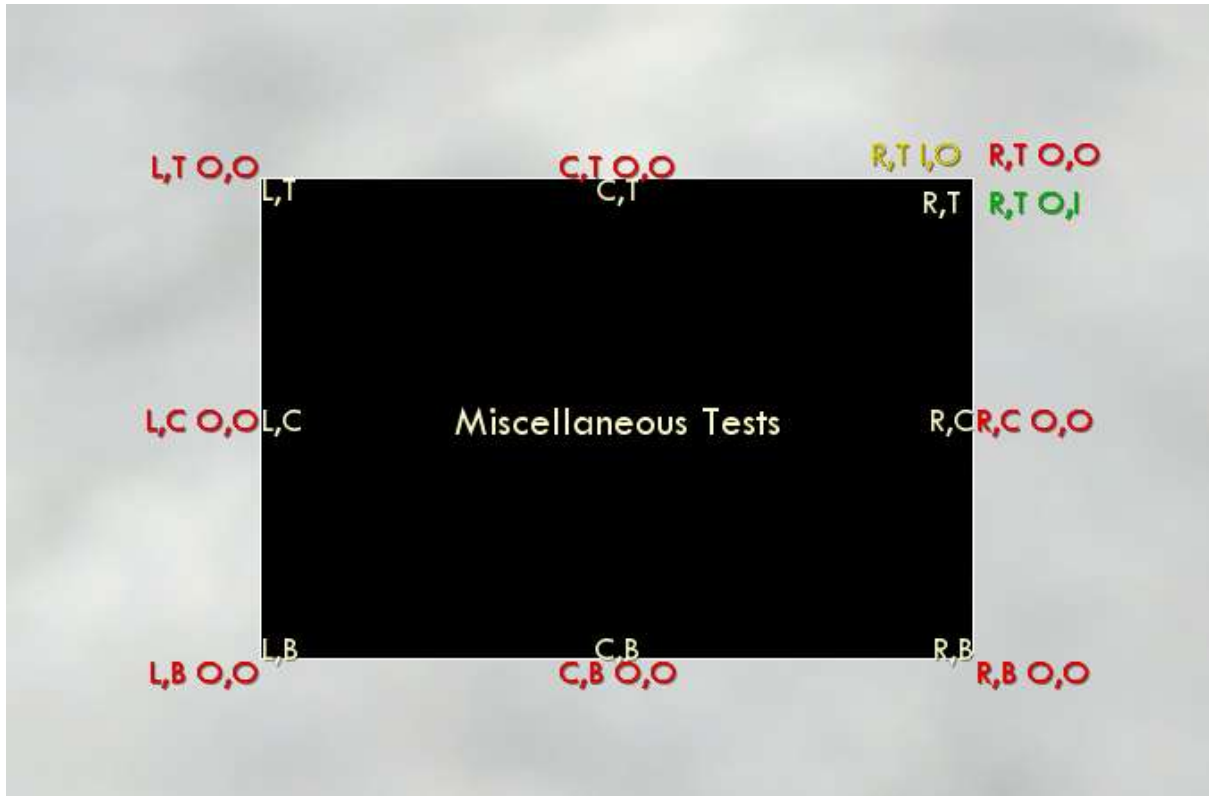 R,T I,O R,T O,O
L,T O,O C,T O,O
L,T C,T R,T R,T O,I
L,C O,O L,C Miscellaneous Tests R,C R,C O,O
L,B C,B R,B
L,B O,O C,B O,O R,B O,O